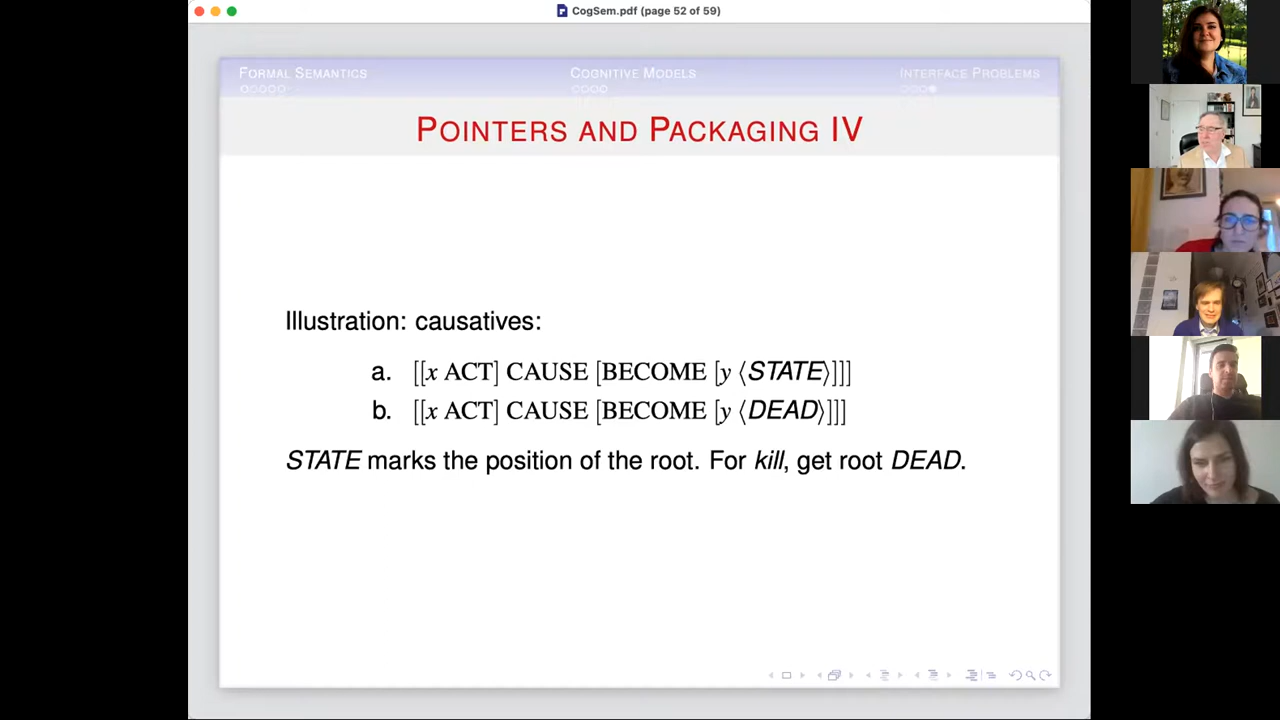 CogSem.pdf (page 52 of 59)
FORMAL SEMANTICS COGNITIVE MODELS INTERFACE PROBLEMS
POINTERS AND PACKAGING IV
Illustration: causatives:
a. [[x ACT] CAUSE [BECOME [y ⟨STATE⟩]]]
b. [[x ACT] CAUSE [BECOME [y ⟨DEAD⟩]]]
STATE marks the position of the root. For kill, get root DEAD.